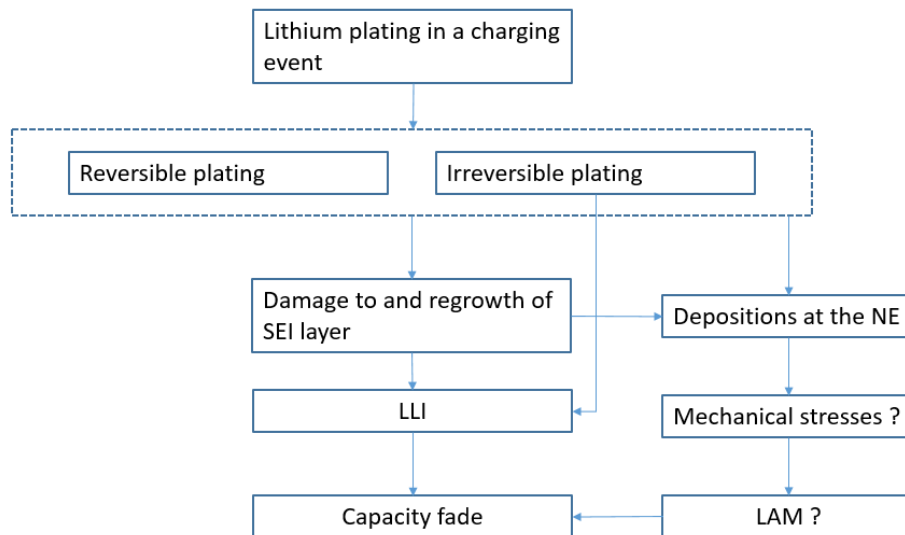 Lithium plating in a charging
event
Reversible plating
Irreversible plating
Damage to and regrowth of
SEI layer
Depositions at the NE
LLI
Mechanical stresses ?
Capacity fade
LAM ?